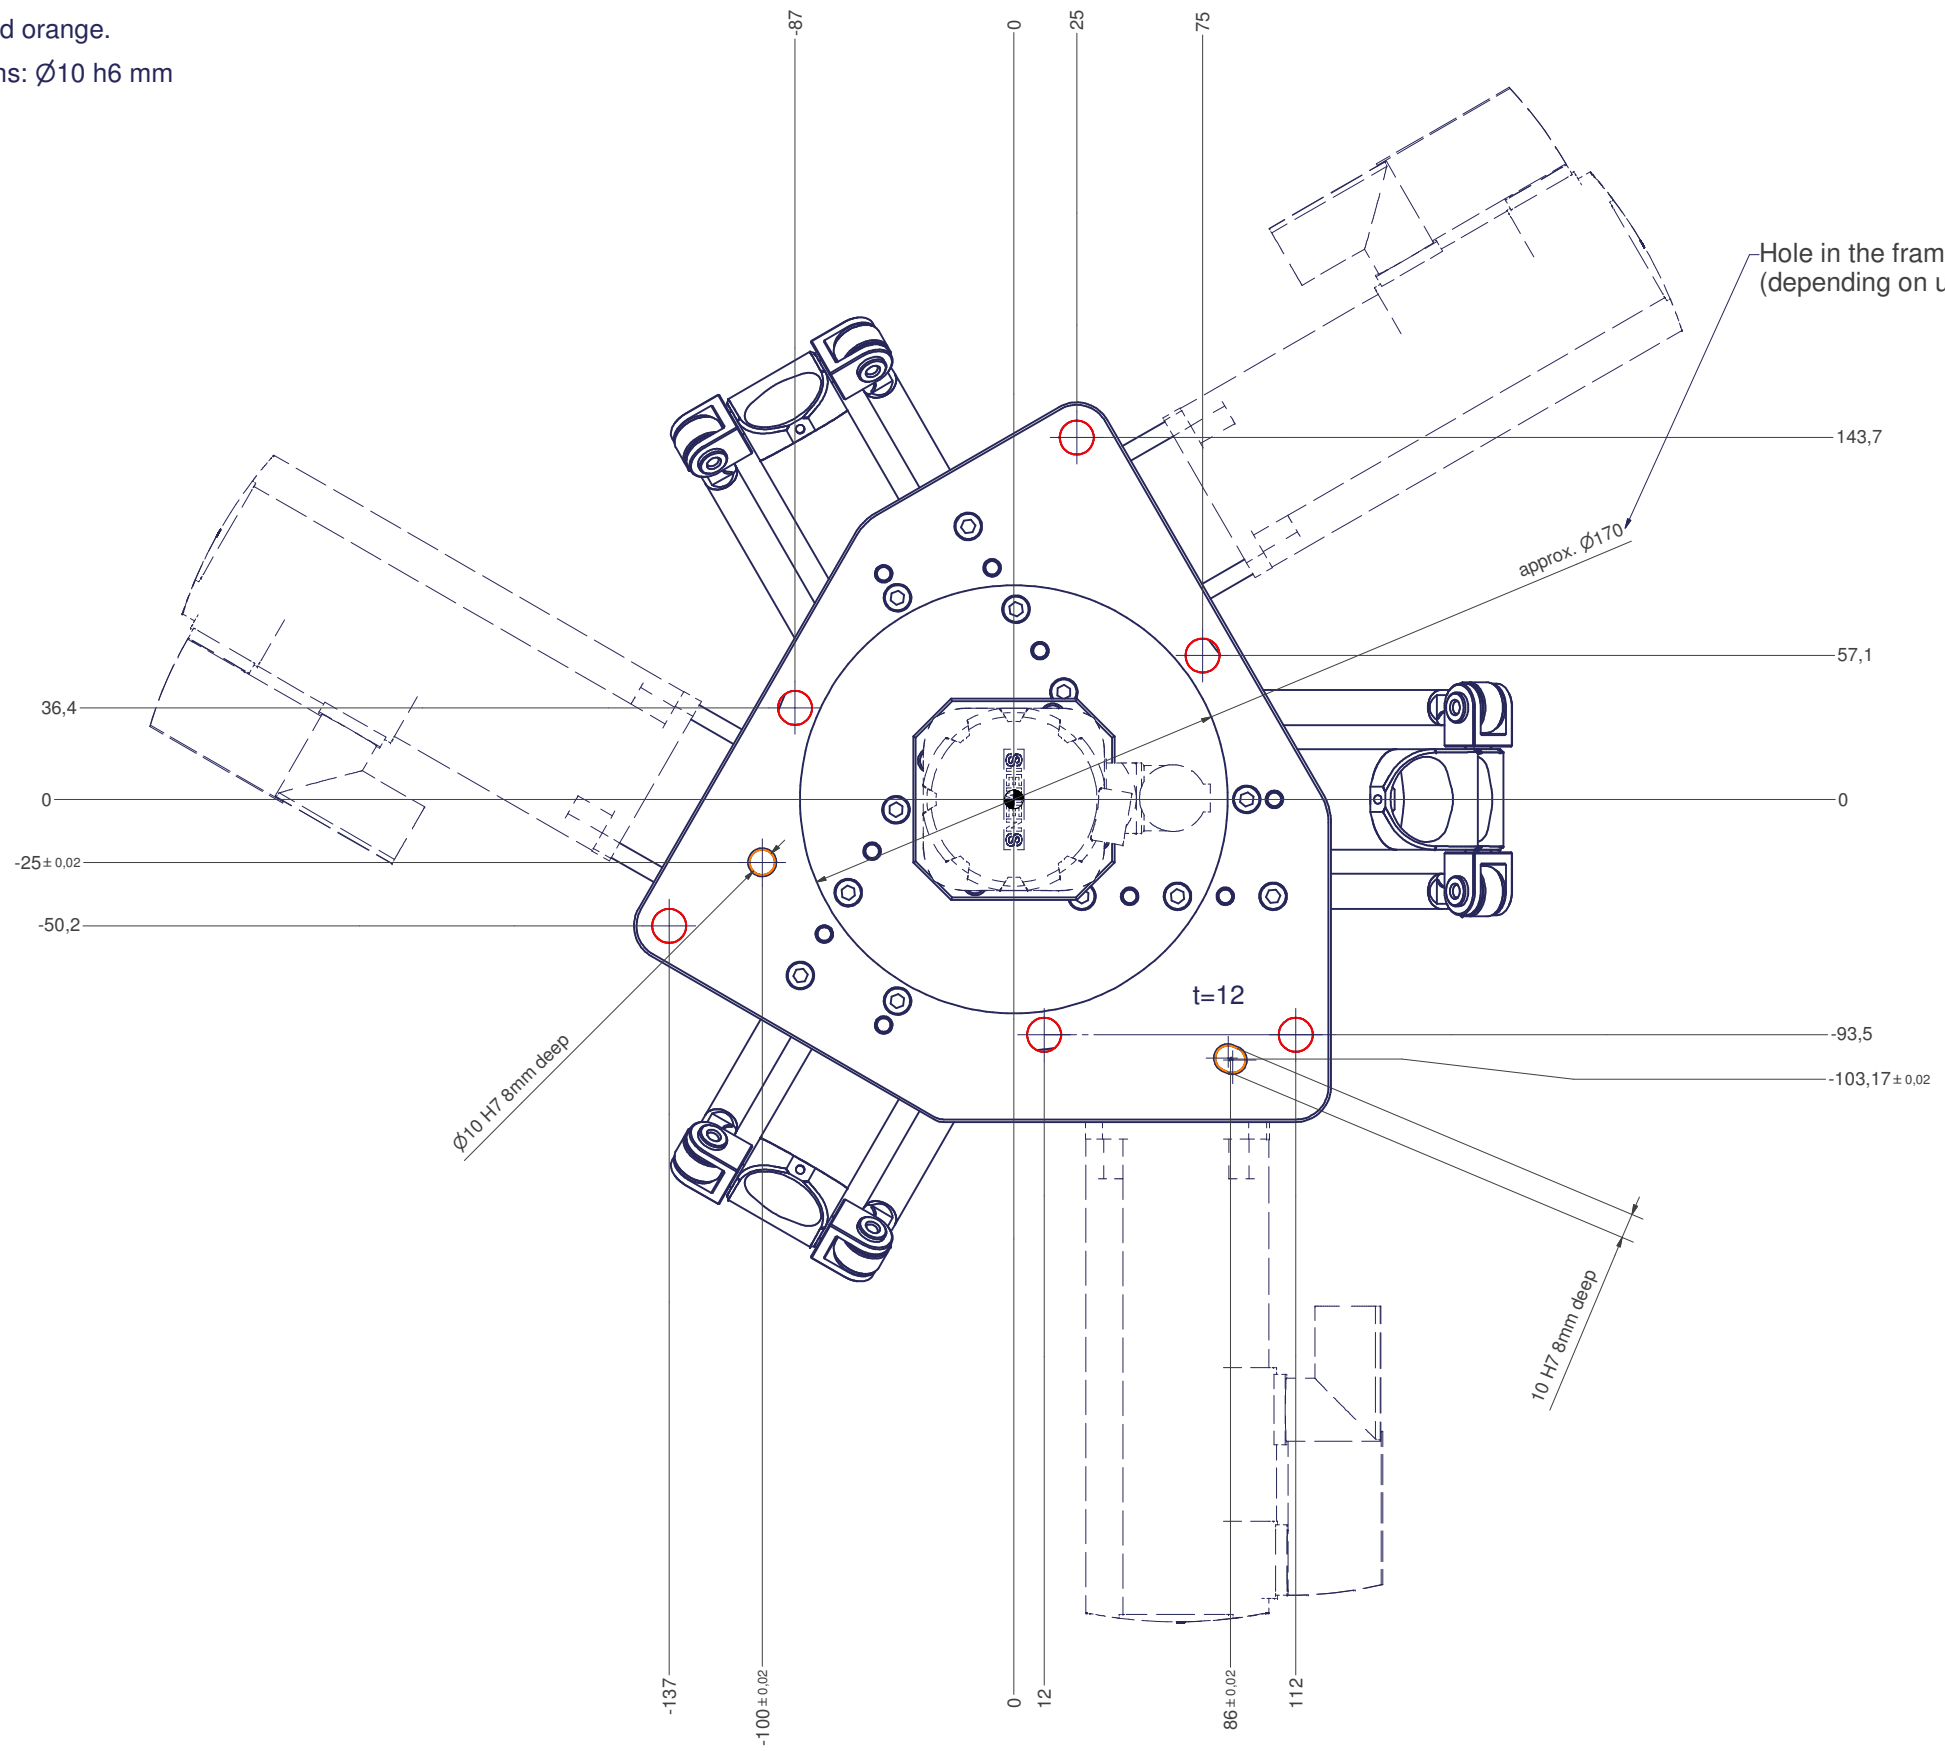 d orange.
ns: Ø10 h6 mm
-87
0
25
75
Hole in the fram
(depending on u
143,7
approx. Ø170
57,1
36,4
0
0
-25 ± 0,02
-50,2
t=12
-93,5
-103,17 ± 0,02
Ø10 H7 8mm deep
10 H7 8mm deep
-137
-100 ± 0,02
0
12
86 ± 0,02
112